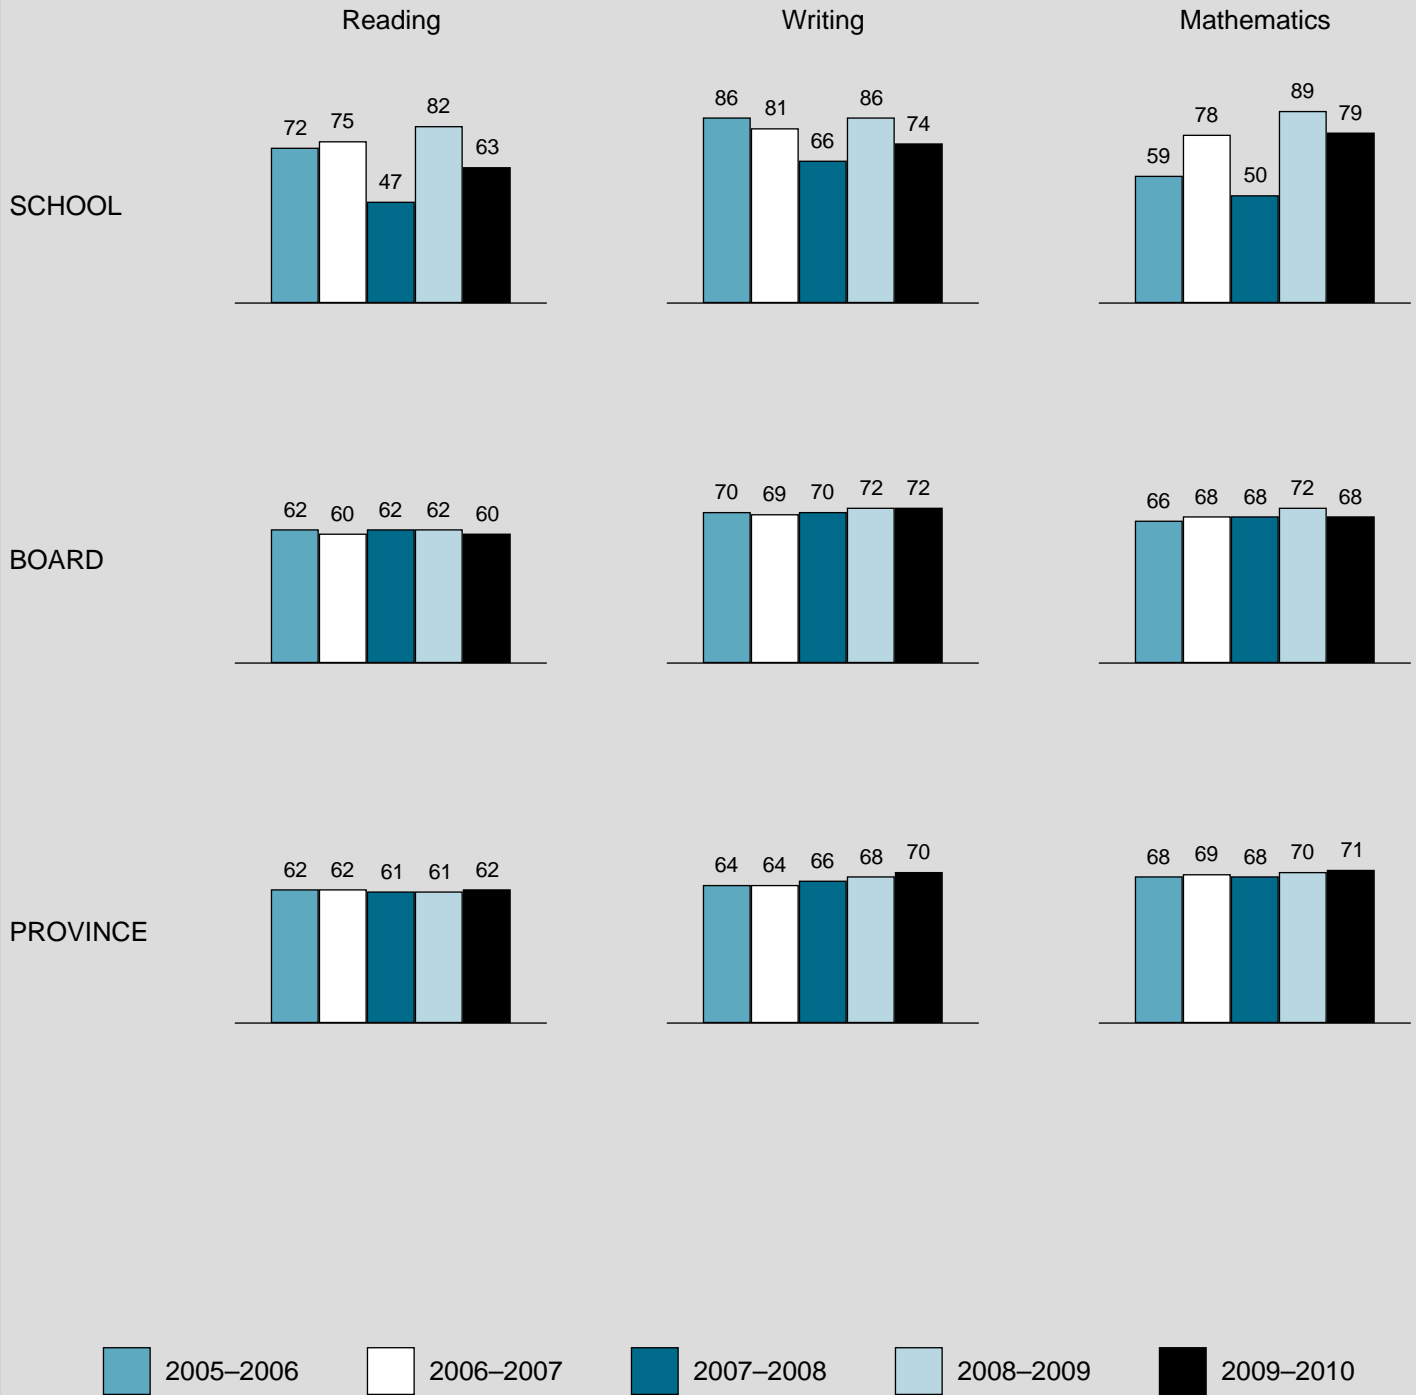 Reading Writing Mathematics
SCHOOL
72 75 47 82 63
86 81 66 86 74
59 78 50 89 79
BOARD
62 60 62 62 60
70 69 70 72 72
66 68 68 72 68
PROVINCE
62 62 61 61 62
64 64 66 68 70
68 69 68 70 71
2005–2006 2006–2007 2007–2008 2008–2009 2009–2010